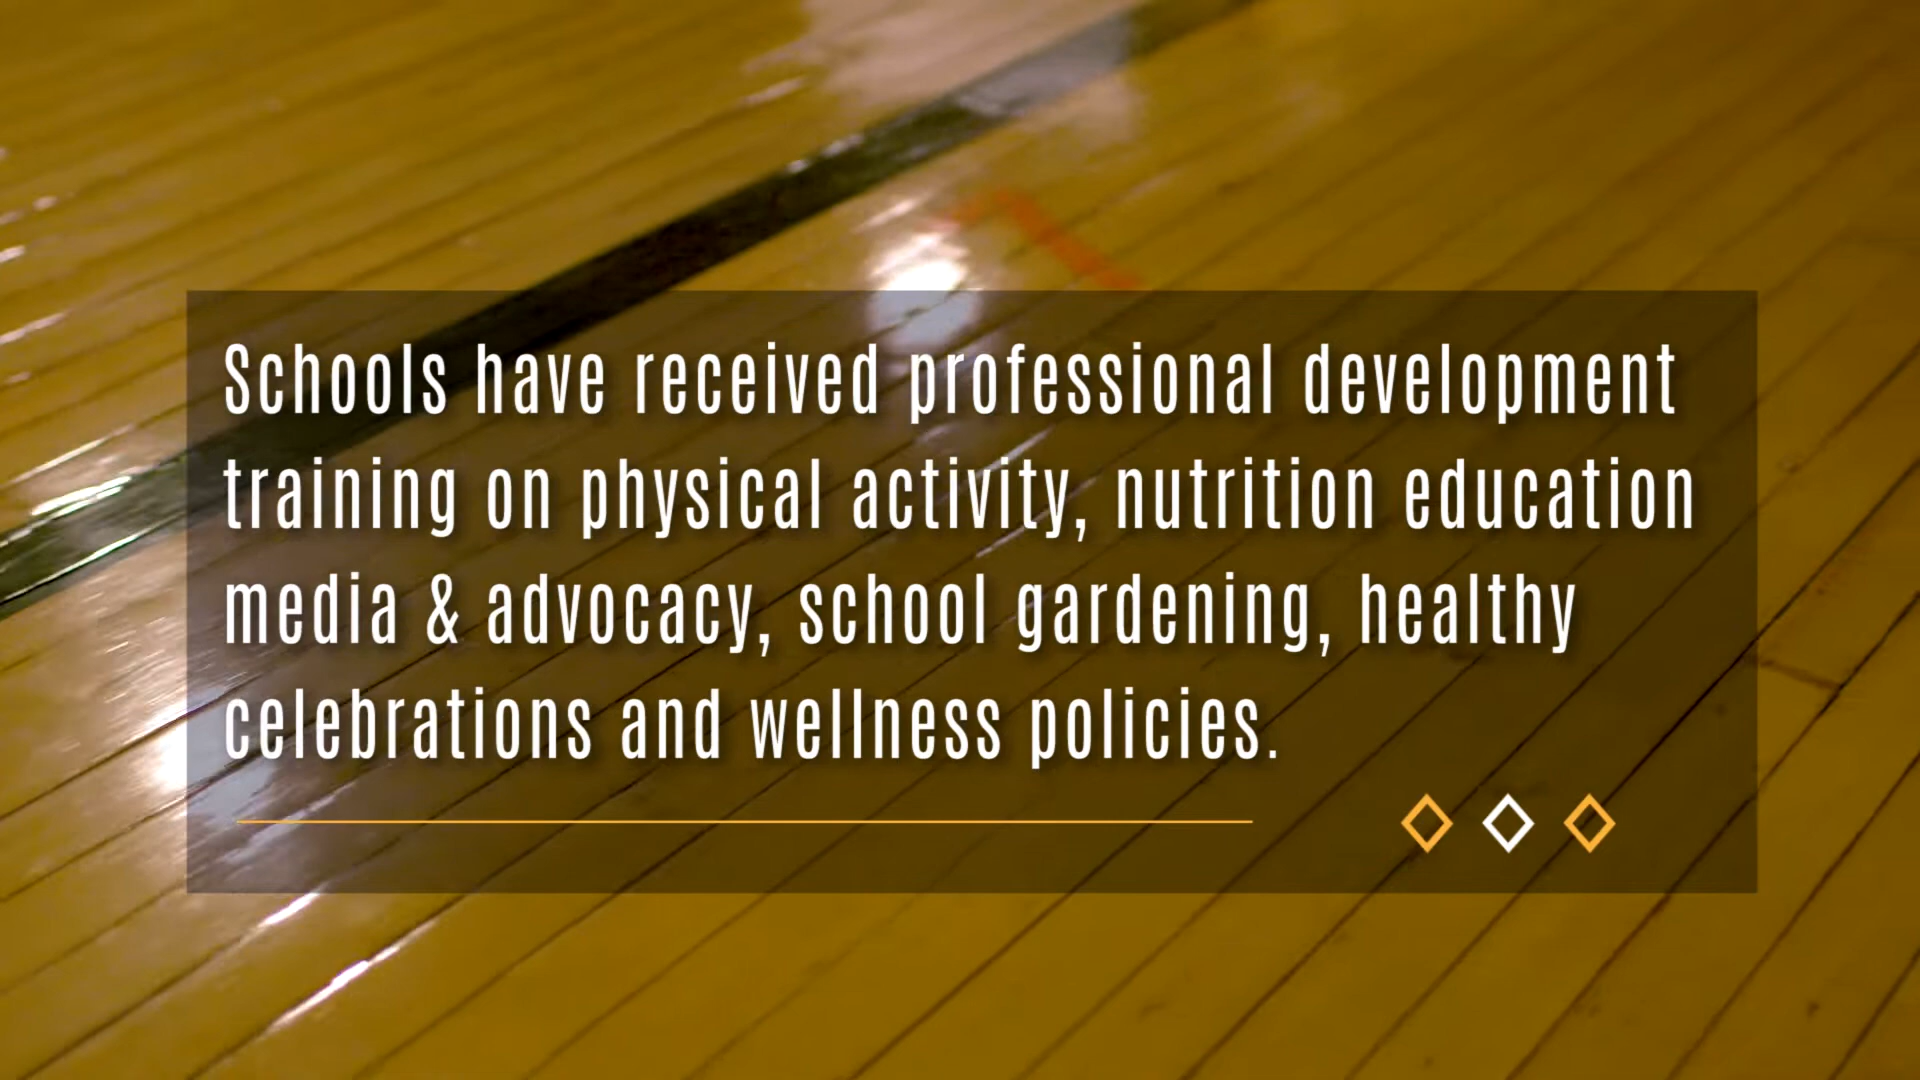 Schools have received professional development
training on physical activity, nutrition education
media & advocacy, school gardening, healthy
celebrations and wellness policies.